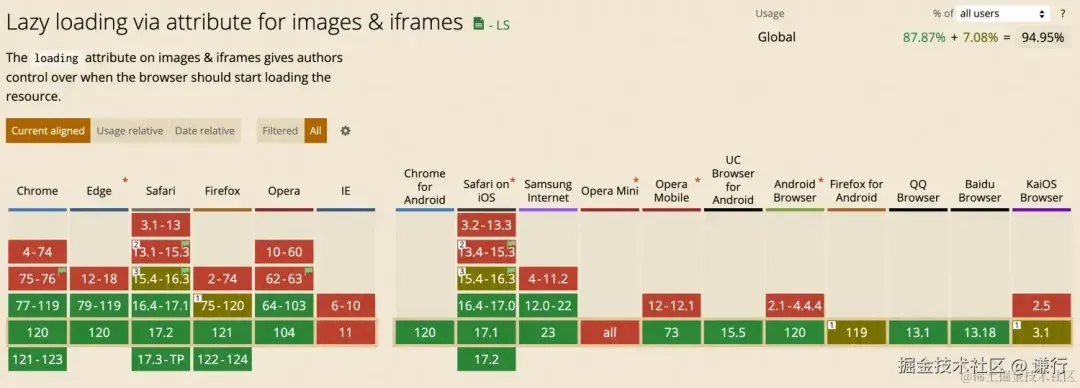 Lazy loading via attribute for images & iframes - LS
Usage % of all users ?
Global 87.87% + 7.08% = 94.95%
The loading attribute on images & iframes gives authors
control over when the browser should start loading the
resource.
Current aligned Usage relative Date relative Filtered All
Chrome Edge * Safari Firefox Opera IE Chrome for Android Safari on iOS * Samsung Internet Opera Mini * Opera Mobile * UC Browser for Android Android Browser * Firefox for Android QQ Browser Baidu Browser KaiOS Browser
3.1-13 3.2-13.3
4-74 2 13.1-15.3 10-60 2 13.4-15.3
75-76 12-18 3 15.4-16.3 2-74 62-63 3 15.4-16.3 4-11.2
77-119 79-119 16.4-17.1 1 75-120 64-103 6-10 16.4-17.0 12.0-22 12-12.1 2.1-4.4.4 2.5
120 120 17.2 121 104 11 120 17.1 23 all 73 15.5 120 1 119 13.1 13.18 1 3.1
121-123 17.3-TP 122-124 17.2
掘金技术社区 @ 谦行
@稀土掘金技术社区